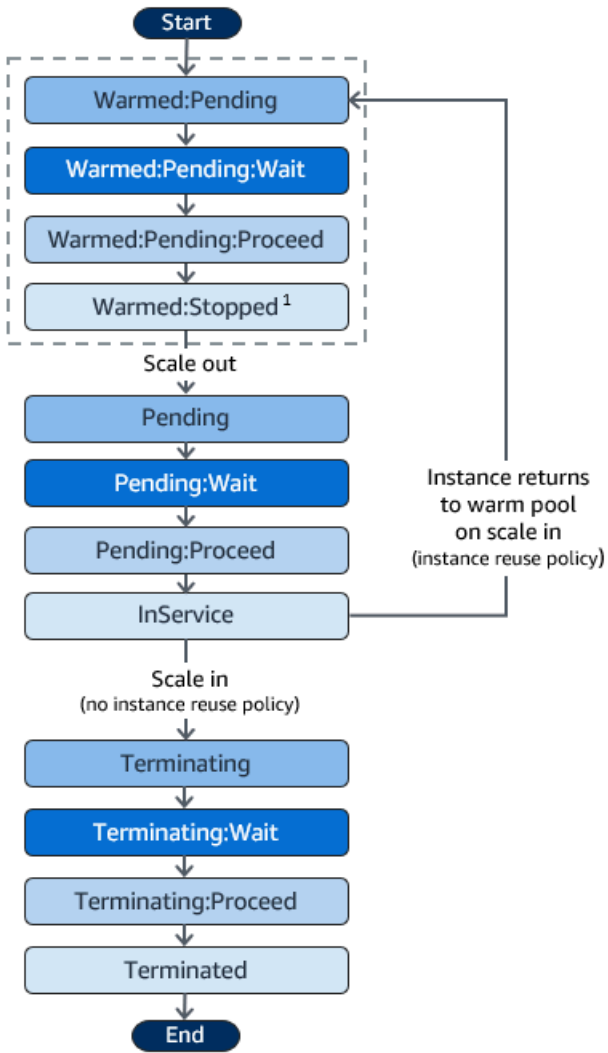 Start
Warmed:Pending
Warmed:Pending:Wait
Warmed:Pending:Proceed
Warmed:Stopped 1
Scale out
Pending
Pending:Wait
Pending:Proceed
InService
Instance returns
to warm pool
on scale in
(instance reuse policy)
Scale in
(no instance reuse policy)
Terminating
Terminating:Wait
Terminating:Proceed
Terminated
End